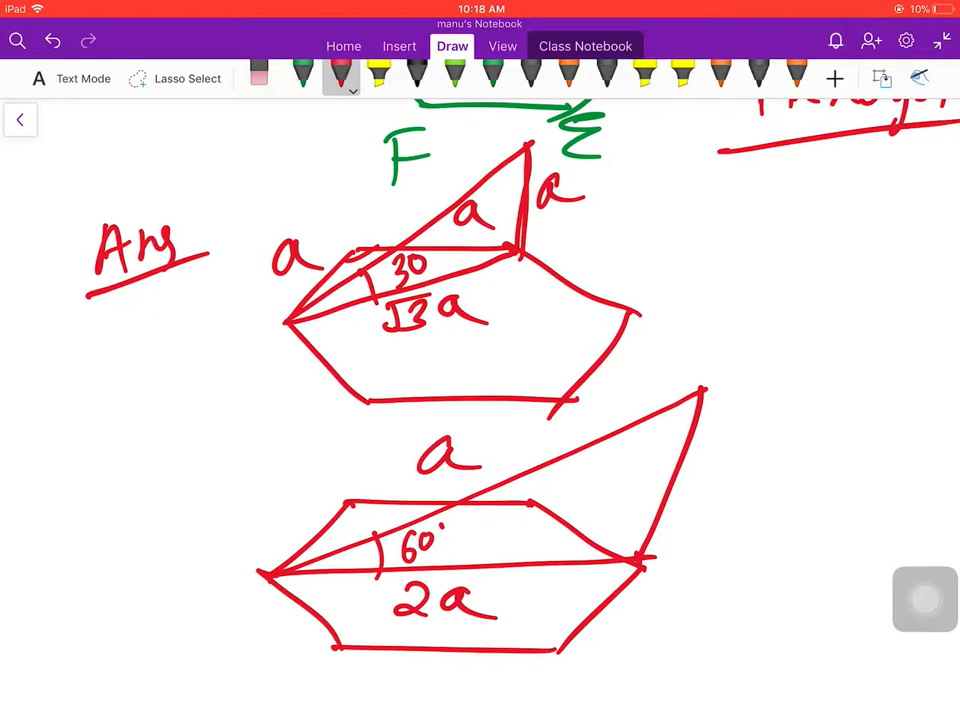 iPad
10:18 AM
10%
manu's Notebook
Home Insert Draw View Class Notebook
A Text Mode Lasso Select
F E
a
a
Ans
a
30
√3 a
a
60°
2a